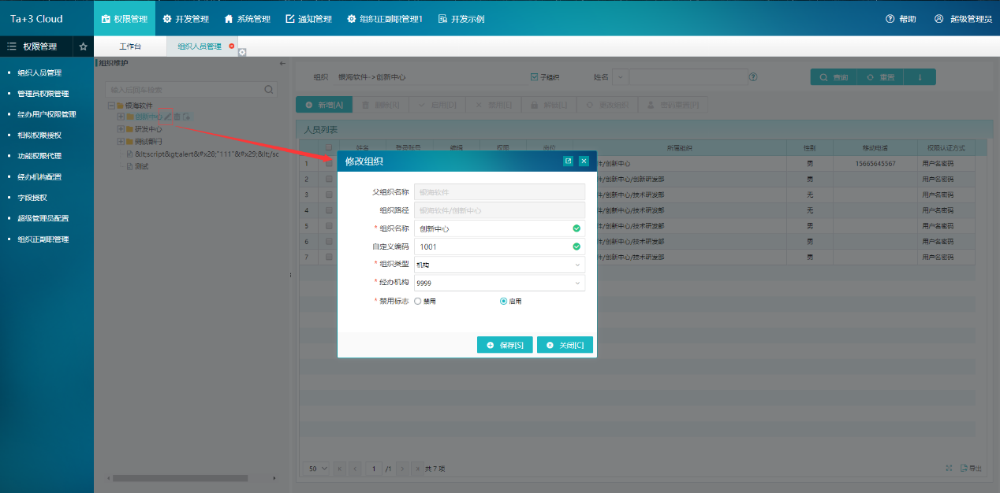 Ta+3 Cloud 权限管理 开发管理 系统管理 通知管理 组织正副职管理1 开发示例 帮助 超级管理员
权限管理 工作台 组织人员管理
组织人员管理
管理员权限管理
经办用户权限管理
相似权限授权
功能权限代理
经办机构配置
字段授权
超级管理员配置
组织正副职管理
组织维护
输入后回车检索
银海软件
创新中心
研发中心
测试部门
&lt;script&gt;alert&#x28;"111"&#x29;&lt;/sc
测试
组织 银海软件->创新中心 子组织 姓名 查询 重置
新增[A] 删除[R] 启用[D] 禁用[E] 解锁[L] 更改组织 密码重置[P]
人员列表
姓名 登录账号 编辑 权限 岗位 所属组织 性别 移动电话 权限认证方式
1 件/创新中心 男 15665645567 用户名密码
2 件/创新中心/创新研发部 男 用户名密码
3 件/创新中心/技术研发部 无 用户名密码
4 件/创新中心/技术研发部 无 用户名密码
5 件/创新中心/技术研发部 男 用户名密码
6 件/创新中心/技术研发部 男 用户名密码
7 件/创新中心/技术研发部 男 用户名密码
修改组织
父组织名称 银海软件
组织路径 银海软件/创新中心
* 组织名称 创新中心
自定义编码 1001
* 组织类型 机构
* 经办机构 9999
* 禁用标志 禁用 启用
保存[S] 关闭[C]
50 1 /1 共 7 项 导出